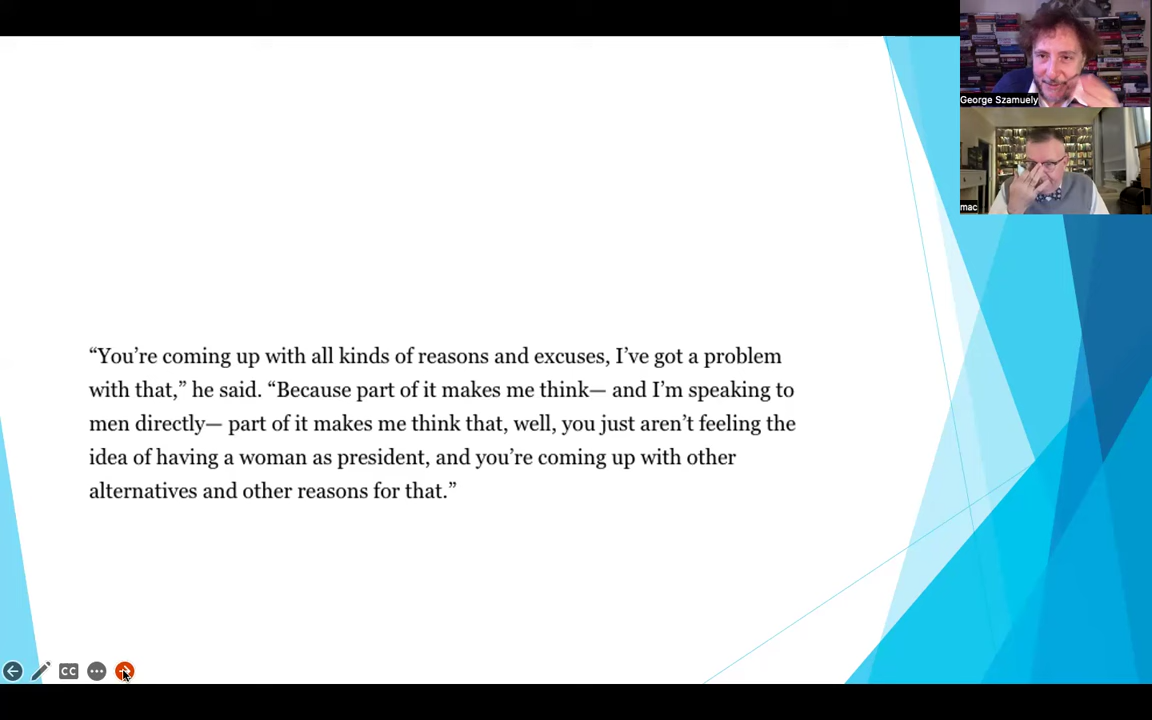 George Szamuely
mac
“You’re coming up with all kinds of reasons and excuses, I’ve got a problem
with that,” he said. “Because part of it makes me think— and I’m speaking to
men directly— part of it makes me think that, well, you just aren’t feeling the
idea of having a woman as president, and you’re coming up with other
alternatives and other reasons for that.”
CC